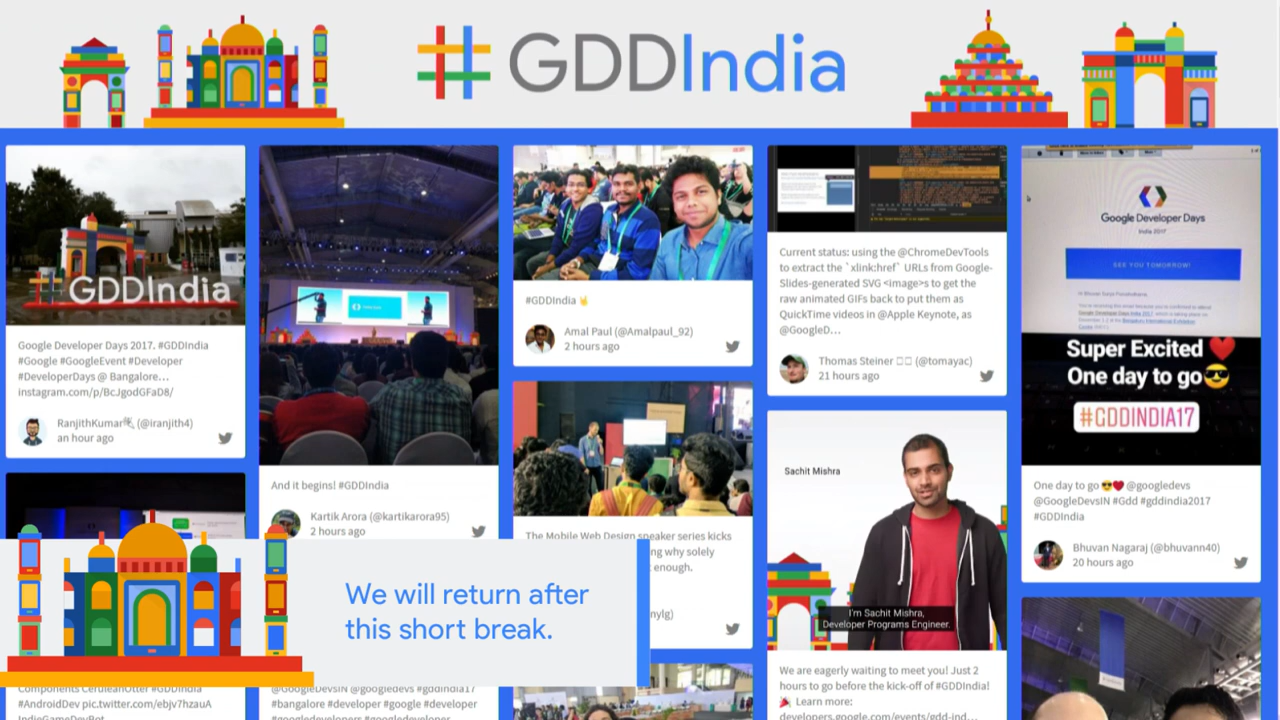 #GDDIndia
#GDDIndia
Google Developer Days 2017. #GDDIndia
#Google #GoogleEvent #Developer
#DeveloperDays @ Bangalore…
instagram.com/p/BcJgodGFaD8/
RanjithKumar (@iranjith4)
an hour ago
Components CeruleanOtter #GDDIndia
#AndroidDev pic.twitter.com/ebjv7hzauA
IndieGameDevBot
And it begins! #GDDIndia
Kartik Arora (@kartikarora95)
2 hours ago
@GoogleDevsIN @googledevs #gddindia17
#bangalore #developer #google #developer
#googledevelopers #googledeveloper
#GDDIndia 🤘
Amal Paul (@Amalpaul_92)
2 hours ago
The Mobile Web Design speaker series kicks
ng why solely
enough.
nylg)
Current status: using the @ChromeDevTools
to extract the `xlink:href` URLs from Google-
Slides-generated SVG <image>s to get the
raw animated GIFs back to put them as
QuickTime videos in @Apple Keynote, as
@GoogleD…
Thomas Steiner (@tomayac)
21 hours ago
Sachit Mishra
I'm Sachit Mishra,
Developer Programs Engineer.
We are eagerly waiting to meet you! Just 2
hours to go before the kick-off of #GDDIndia!
🎉 Learn more:
developers.google.com/events/gdd-ind…
Google Developer Days
India 2017
SEE YOU TOMORROW!
Super Excited ❤️
One day to go😎
#GDDINDIA17
One day to go 😎❤️ @googledevs
@GoogleDevsIN #Gdd #gddindia2017
#GDDIndia
Bhuvan Nagaraj (@bhuvann40)
20 hours ago
We will return after
this short break.